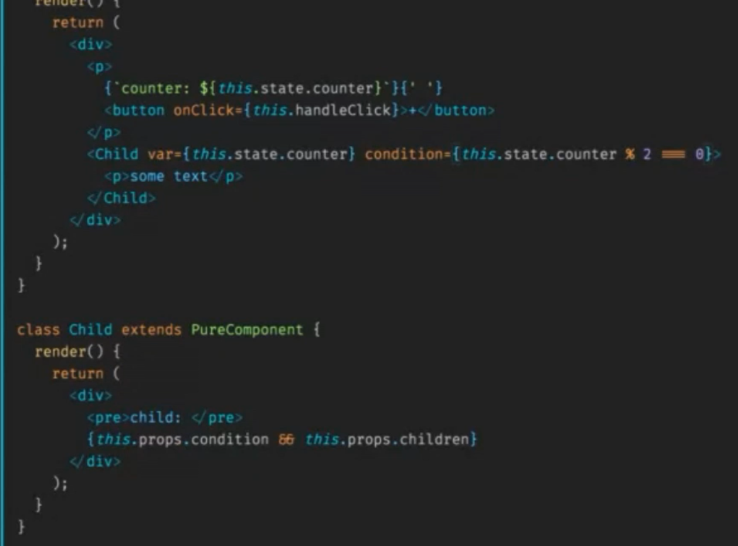 render() {
return (
<div>
<p>
{`counter: ${this.state.counter}`}{' '}
<button onClick={this.handleClick}>+</button>
</p>
<Child var={this.state.counter} condition={this.state.counter % 2 === 0}>
<p>some text</p>
</Child>
</div>
);
}
}
class Child extends PureComponent {
render() {
return (
<div>
<pre>child: </pre>
{this.props.condition && this.props.children}
</div>
);
}
}